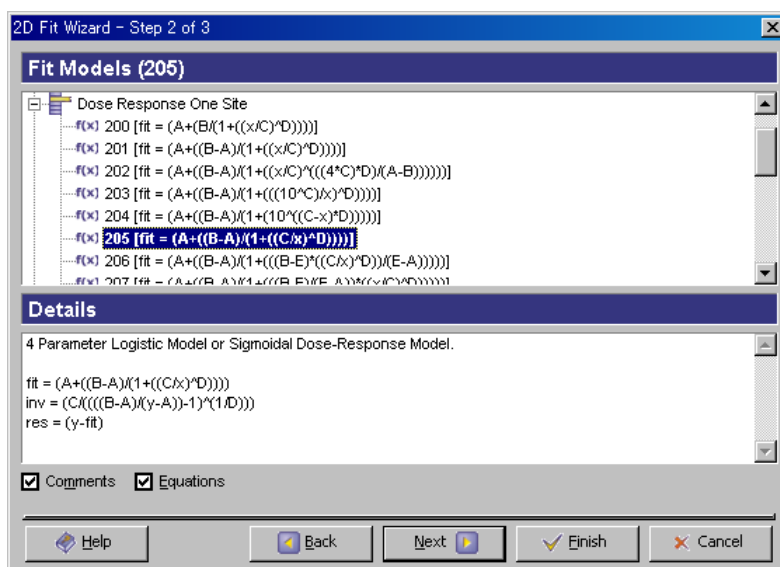 2D Fit Wizard - Step 2 of 3
Fit Models (205)
Dose Response One Site
f(x) 200 [fit = (A+(B/(1+((x/C)^D))))]
f(x) 201 [fit = (A+((B-A)/(1+((x/C)^D))))]
f(x) 202 [fit = (A+((B-A)/(1+((x/C)^(((4*C)*D)/(A-B))))))]
f(x) 203 [fit = (A+((B-A)/(1+(((10^C)/x)^D))))]
f(x) 204 [fit = (A+((B-A)/(1+(10^((C-x)*D)))))]
f(x) 205 [fit = (A+((B-A)/(1+((C/x)^D))))]
f(x) 206 [fit = (A+((B-A)/(1+(((B-E)*((C/x)^D))/(E-A)))))]
f(x) 207 [fit = (A+((B-A)/(1+(((B-E)/(E-A))*((x/C)^D)))))]
Details
4 Parameter Logistic Model or Sigmoidal Dose-Response Model.
fit = (A+((B-A)/(1+((C/x)^D))))
inv = (C/((((B-A)/(y-A))-1)^(1/D)))
res = (y-fit)
Comments Equations
Help Back Next Finish Cancel